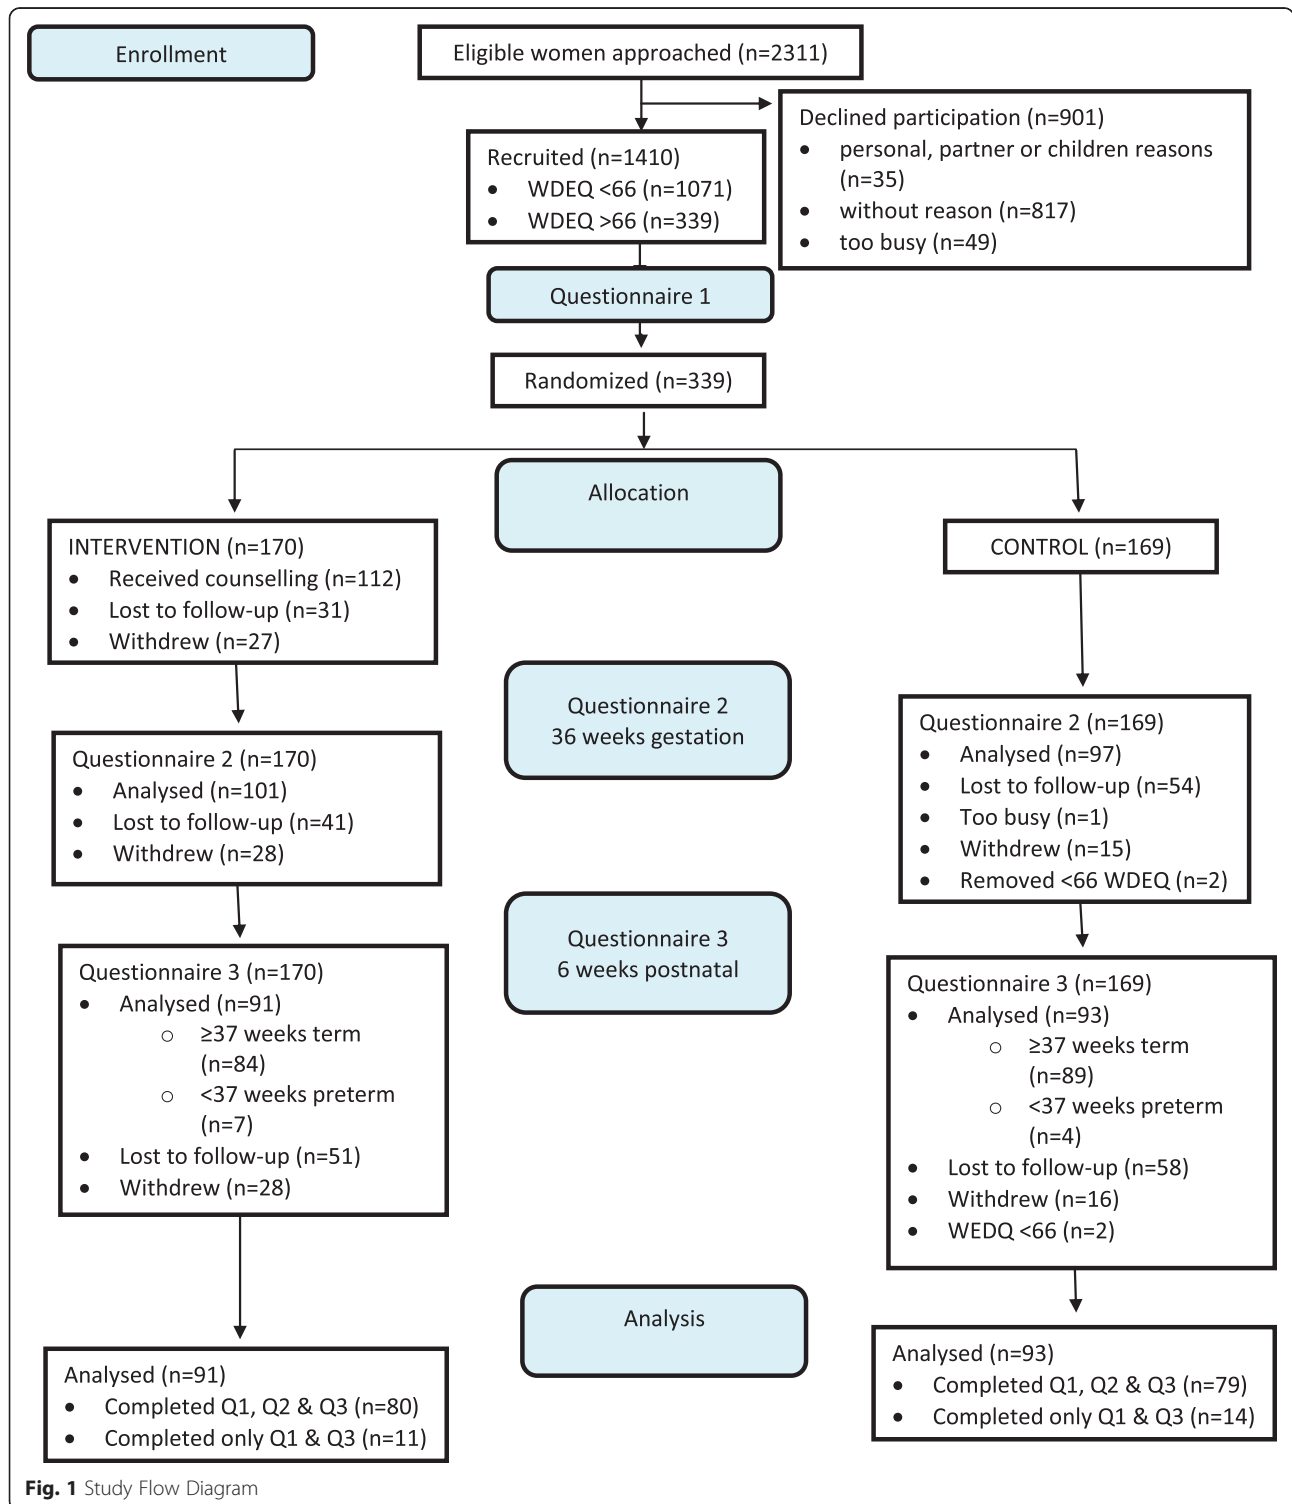 Enrollment
Eligible women approached (n=2311)
Declined participation (n=901)
• personal, partner or children reasons
(n=35)
• without reason (n=817)
• too busy (n=49)
Recruited (n=1410)
• WDEQ <66 (n=1071)
• WDEQ >66 (n=339)
Questionnaire 1
Randomized (n=339)
Allocation
INTERVENTION (n=170)
• Received counselling (n=112)
• Lost to follow-up (n=31)
• Withdrew (n=27)
CONTROL (n=169)
Questionnaire 2
36 weeks gestation
Questionnaire 2 (n=170)
• Analysed (n=101)
• Lost to follow-up (n=41)
• Withdrew (n=28)
Questionnaire 2 (n=169)
• Analysed (n=97)
• Lost to follow-up (n=54)
• Too busy (n=1)
• Withdrew (n=15)
• Removed <66 WDEQ (n=2)
Questionnaire 3
6 weeks postnatal
Questionnaire 3 (n=170)
• Analysed (n=91)
o ≥37 weeks term
(n=84)
o <37 weeks preterm
(n=7)
• Lost to follow-up (n=51)
• Withdrew (n=28)
Questionnaire 3 (n=169)
• Analysed (n=93)
o ≥37 weeks term
(n=89)
o <37 weeks preterm
(n=4)
• Lost to follow-up (n=58)
• Withdrew (n=16)
• WEDQ <66 (n=2)
Analysis
Analysed (n=91)
• Completed Q1, Q2 & Q3 (n=80)
• Completed only Q1 & Q3 (n=11)
Analysed (n=93)
• Completed Q1, Q2 & Q3 (n=79)
• Completed only Q1 & Q3 (n=14)
Fig. 1 Study Flow Diagram